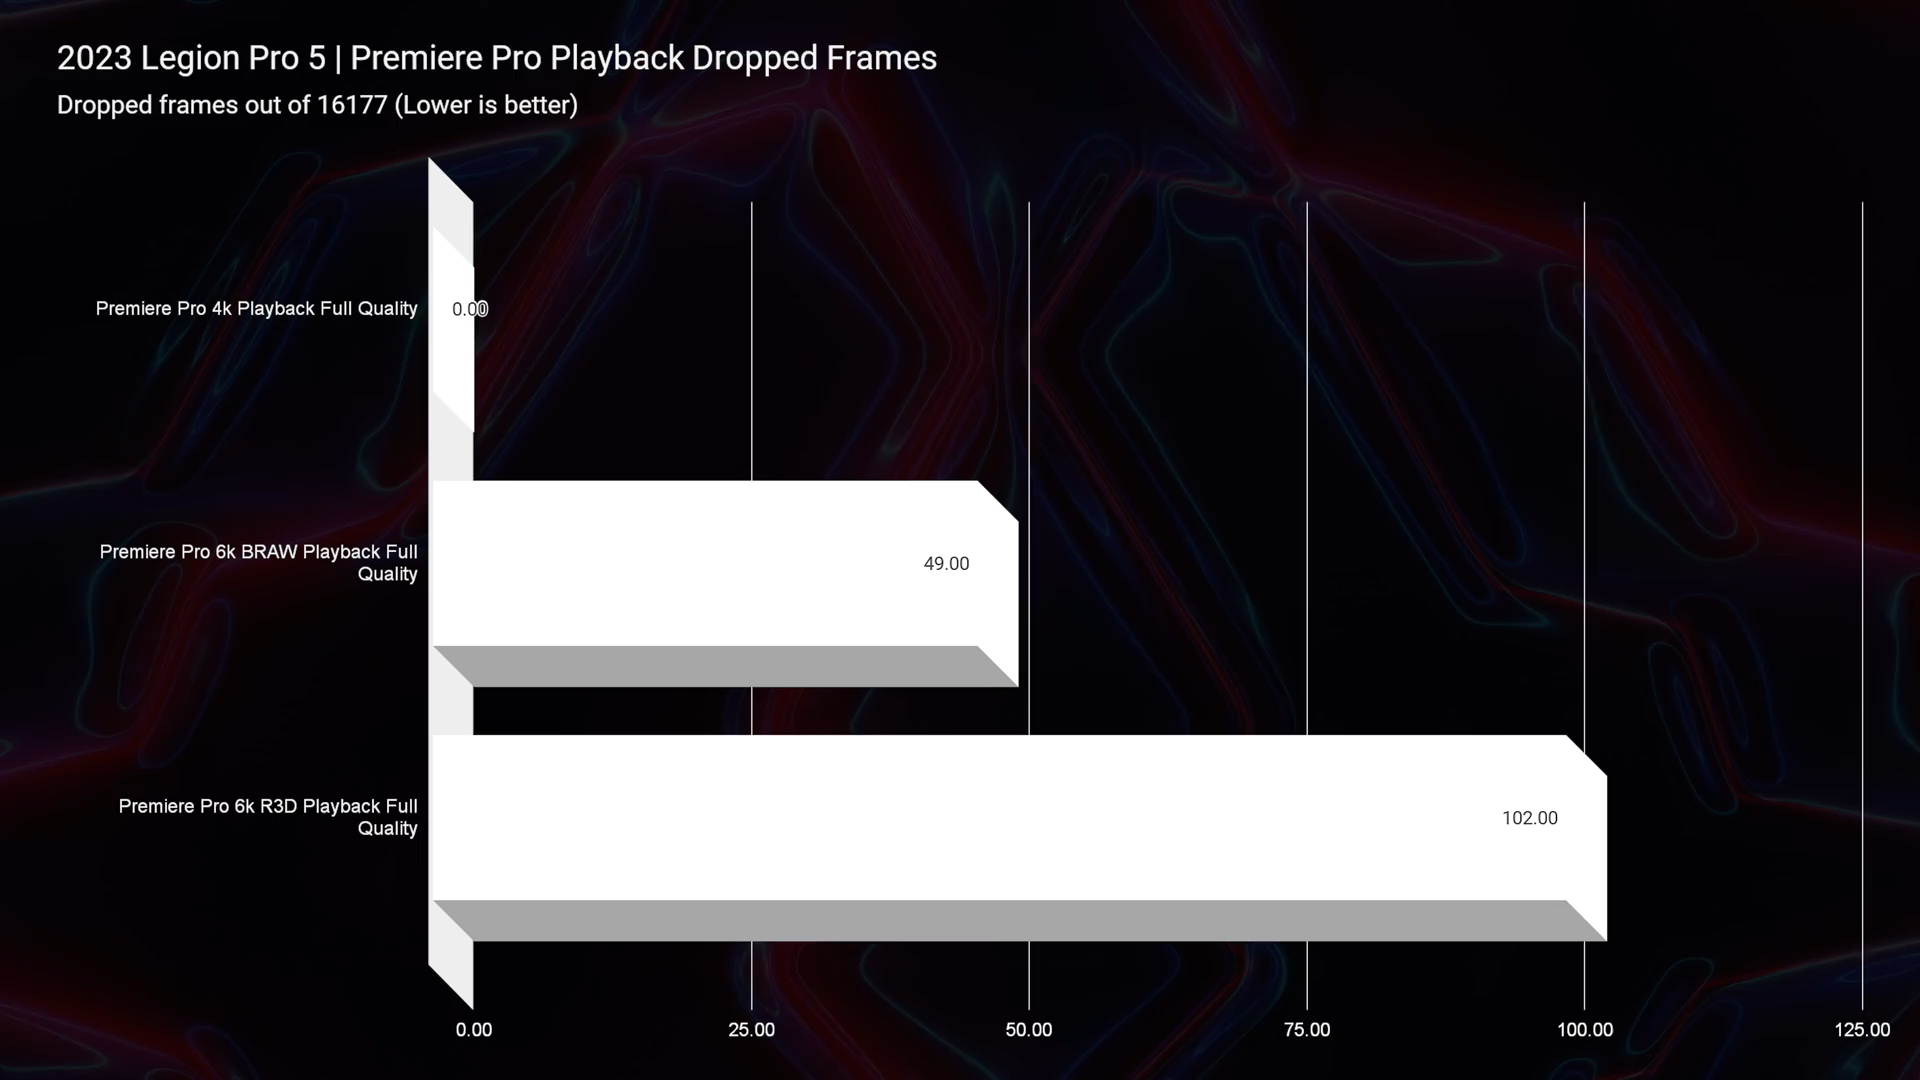 2023 Legion Pro 5 | Premiere Pro Playback Dropped Frames
Dropped frames out of 16177 (Lower is better)
Premiere Pro 4k Playback Full Quality
0.00
Premiere Pro 6k BRAW Playback Full
Quality
49.00
Premiere Pro 6k R3D Playback Full
Quality
102.00
0.00 25.00 50.00 75.00 100.00 125.00